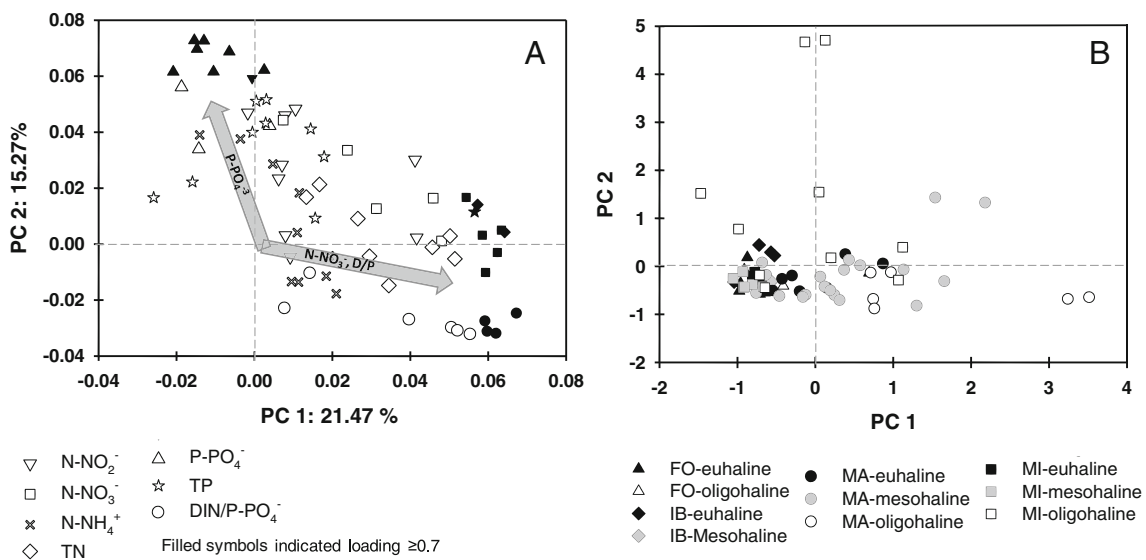 A
0.08
0.06
0.04
0.02
0.00
-0.02
-0.04
PC 2: 15.27%
P-PO₄⁻³
N-NO₃⁻, D/P
-0.04 -0.02 0.00 0.02 0.04 0.06 0.08
PC 1: 21.47 %
N-NO₂⁻
N-NO₃⁻
N-NH₄⁺
TN
P-PO₄⁻
TP
DIN/P-PO₄⁻
Filled symbols indicated loading ≥0.7
B
5
4
3
2
1
0
-1
-2
PC 2
-2 -1 0 1 2 3 4
PC 1
FO-euhaline
FO-oligohaline
IB-euhaline
IB-Mesohaline
MA-euhaline
MA-mesohaline
MA-oligohaline
MI-euhaline
MI-mesohaline
MI-oligohaline